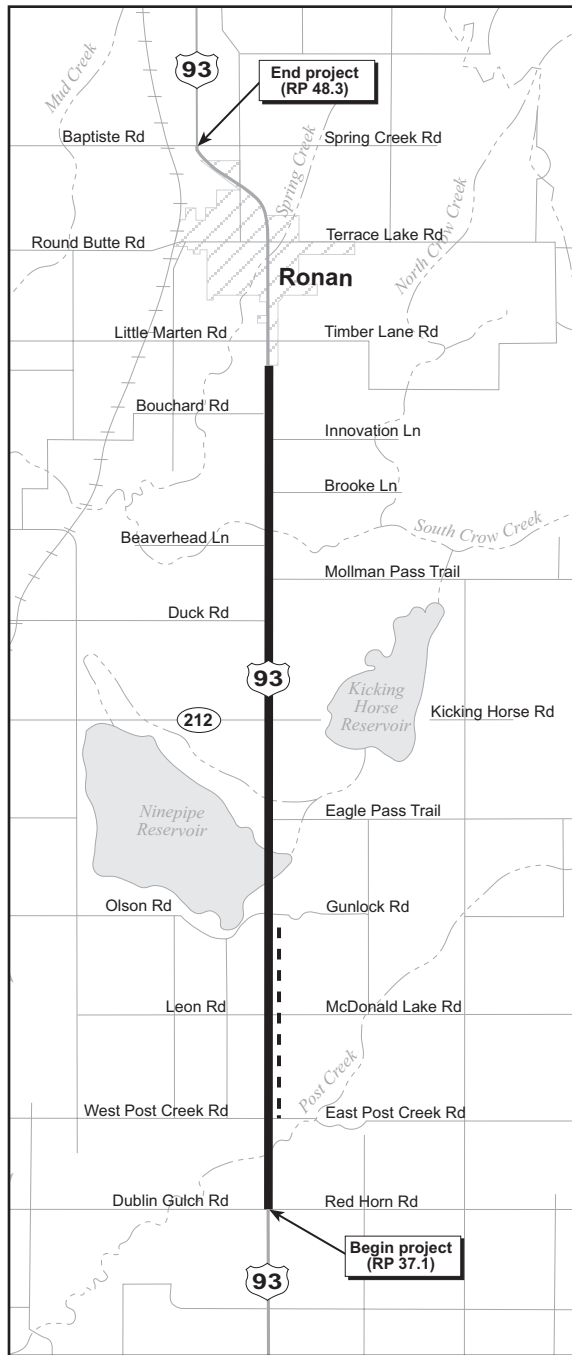 93
End project
(RP 48.3)
Mud Creek
Baptiste Rd
Spring Creek Rd
Spring Creek
North Crow Creek
Round Butte Rd
Terrace Lake Rd
Ronan
Little Marten Rd
Timber Lane Rd
Bouchard Rd
Innovation Ln
Brooke Ln
South Crow Creek
Beaverhead Ln
Mollman Pass Trail
Duck Rd
93
Kicking
Horse
Reservoir
212
Kicking Horse Rd
Ninepipe
Reservoir
Eagle Pass Trail
Olson Rd
Gunlock Rd
Leon Rd
McDonald Lake Rd
Post Creek
West Post Creek Rd
East Post Creek Rd
Dublin Gulch Rd
Red Horn Rd
Begin project
(RP 37.1)
93